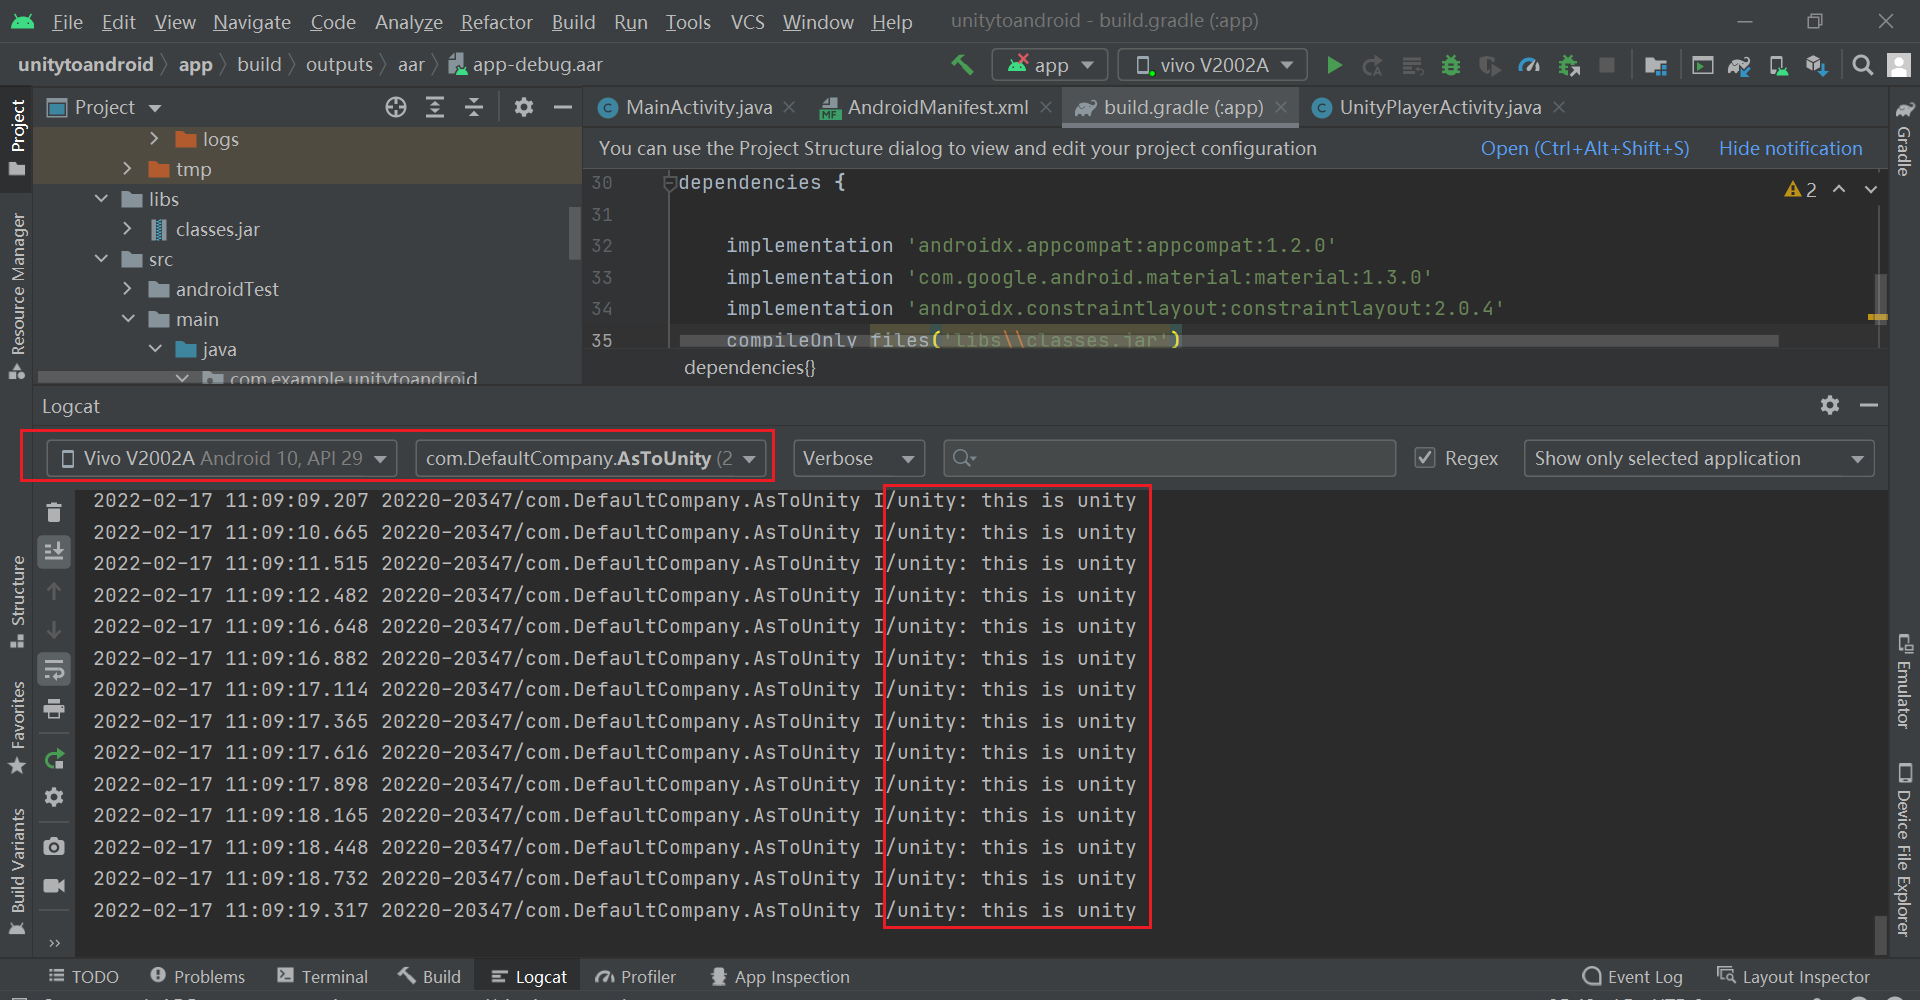 File Edit View Navigate Code Analyze Refactor Build Run Tools VCS Window Help unitytoandroid - build.gradle (:app)
unitytoandroid app build outputs aar app-debug.aar app vivo V2002A
Project MainActivity.java AndroidManifest.xml build.gradle (:app) UnityPlayerActivity.java
You can use the Project Structure dialog to view and edit your project configuration Open (Ctrl+Alt+Shift+S) Hide notification
logs
tmp
libs
classes.jar
src
androidTest
main
java
com.example.unitytoandroid
30 dependencies {
31
32 implementation 'androidx.appcompat:appcompat:1.2.0'
33 implementation 'com.google.android.material:material:1.3.0'
34 implementation 'androidx.constraintlayout:constraintlayout:2.0.4'
35 compileOnly files('libs\\classes.jar')
dependencies{}
2
Logcat
Vivo V2002A Android 10, API 29 com.DefaultCompany.AsToUnity (2 Verbose Regex Show only selected application
2022-02-17 11:09:09.207 20220-20347/com.DefaultCompany.AsToUnity I/unity: this is unity
2022-02-17 11:09:10.665 20220-20347/com.DefaultCompany.AsToUnity I/unity: this is unity
2022-02-17 11:09:11.515 20220-20347/com.DefaultCompany.AsToUnity I/unity: this is unity
2022-02-17 11:09:12.482 20220-20347/com.DefaultCompany.AsToUnity I/unity: this is unity
2022-02-17 11:09:16.648 20220-20347/com.DefaultCompany.AsToUnity I/unity: this is unity
2022-02-17 11:09:16.882 20220-20347/com.DefaultCompany.AsToUnity I/unity: this is unity
2022-02-17 11:09:17.114 20220-20347/com.DefaultCompany.AsToUnity I/unity: this is unity
2022-02-17 11:09:17.365 20220-20347/com.DefaultCompany.AsToUnity I/unity: this is unity
2022-02-17 11:09:17.616 20220-20347/com.DefaultCompany.AsToUnity I/unity: this is unity
2022-02-17 11:09:17.898 20220-20347/com.DefaultCompany.AsToUnity I/unity: this is unity
2022-02-17 11:09:18.165 20220-20347/com.DefaultCompany.AsToUnity I/unity: this is unity
2022-02-17 11:09:18.448 20220-20347/com.DefaultCompany.AsToUnity I/unity: this is unity
2022-02-17 11:09:18.732 20220-20347/com.DefaultCompany.AsToUnity I/unity: this is unity
2022-02-17 11:09:19.317 20220-20347/com.DefaultCompany.AsToUnity I/unity: this is unity
Project
Resource Manager
Structure
Favorites
Build Variants
Gradle
Emulator
Device File Explorer
TODO Problems Terminal Build Logcat Profiler App Inspection Event Log Layout Inspector